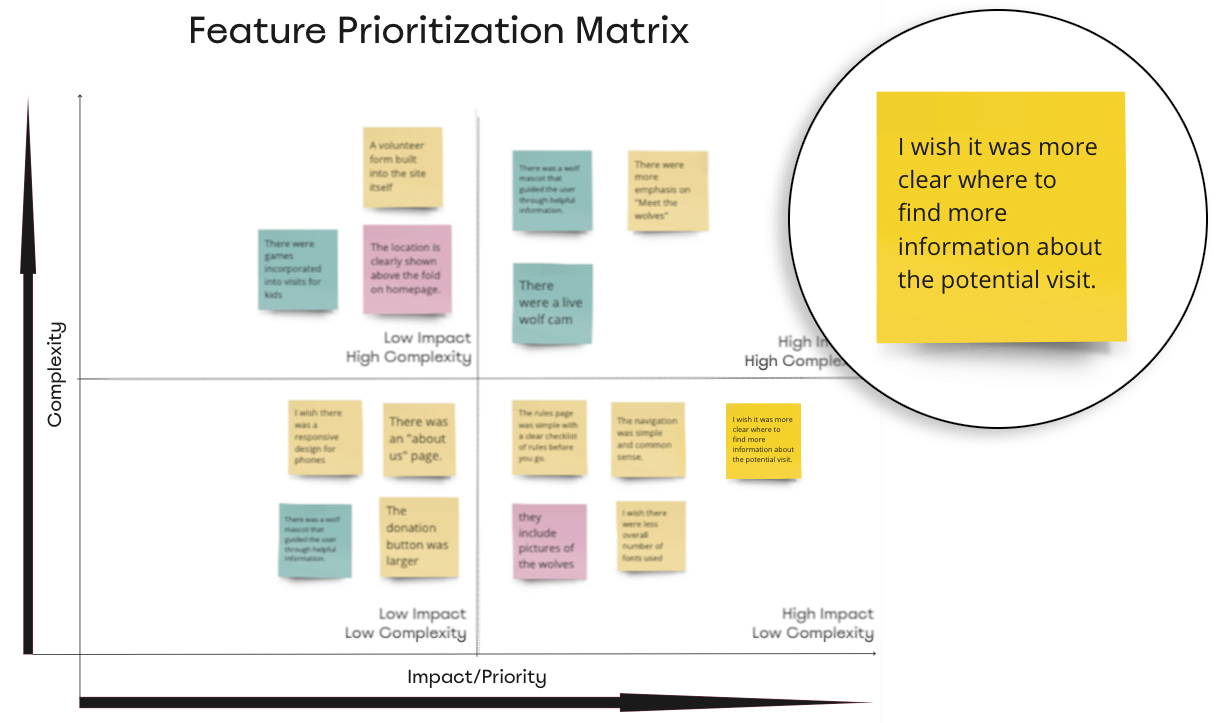 Feature Prioritization Matrix
I wish it was more
clear where to
find more
information about
the potential visit.
A volunteer
form built
into the site
itself
There was a wolf
mascot that
guided the user
through helpful
information.
There were
more
emphasis on
"Meet the
wolves"
There were
games
incorporated
into visits for
kids
The location is
clearly shown
above the fold
on homepage.
There
were a live
wolf cam
Low Impact
High Complexity
High
High Comple
Complexity
I wish there
was a
responsive
design for
phones
There was
an "about
us" page.
The rules page
was simple with
a clear checklist
of rules before
you go.
The navigation
was simple
and common
sense.
I wish it was more
clear where to
find more
information about
the potential visit.
There was a wolf
mascot that
guided the user
through helpful
information.
The
donation
button was
larger
they
include
pictures of
the wolves
I wish there
were less
overall
number of
fonts used
Low Impact
Low Complexity
High Impact
Low Complexity
Impact/Priority